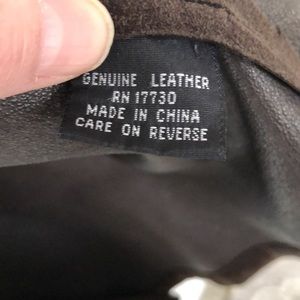 GENUINE LEATHER
RN 17730
MADE IN CHINA
CARE ON REVERSE